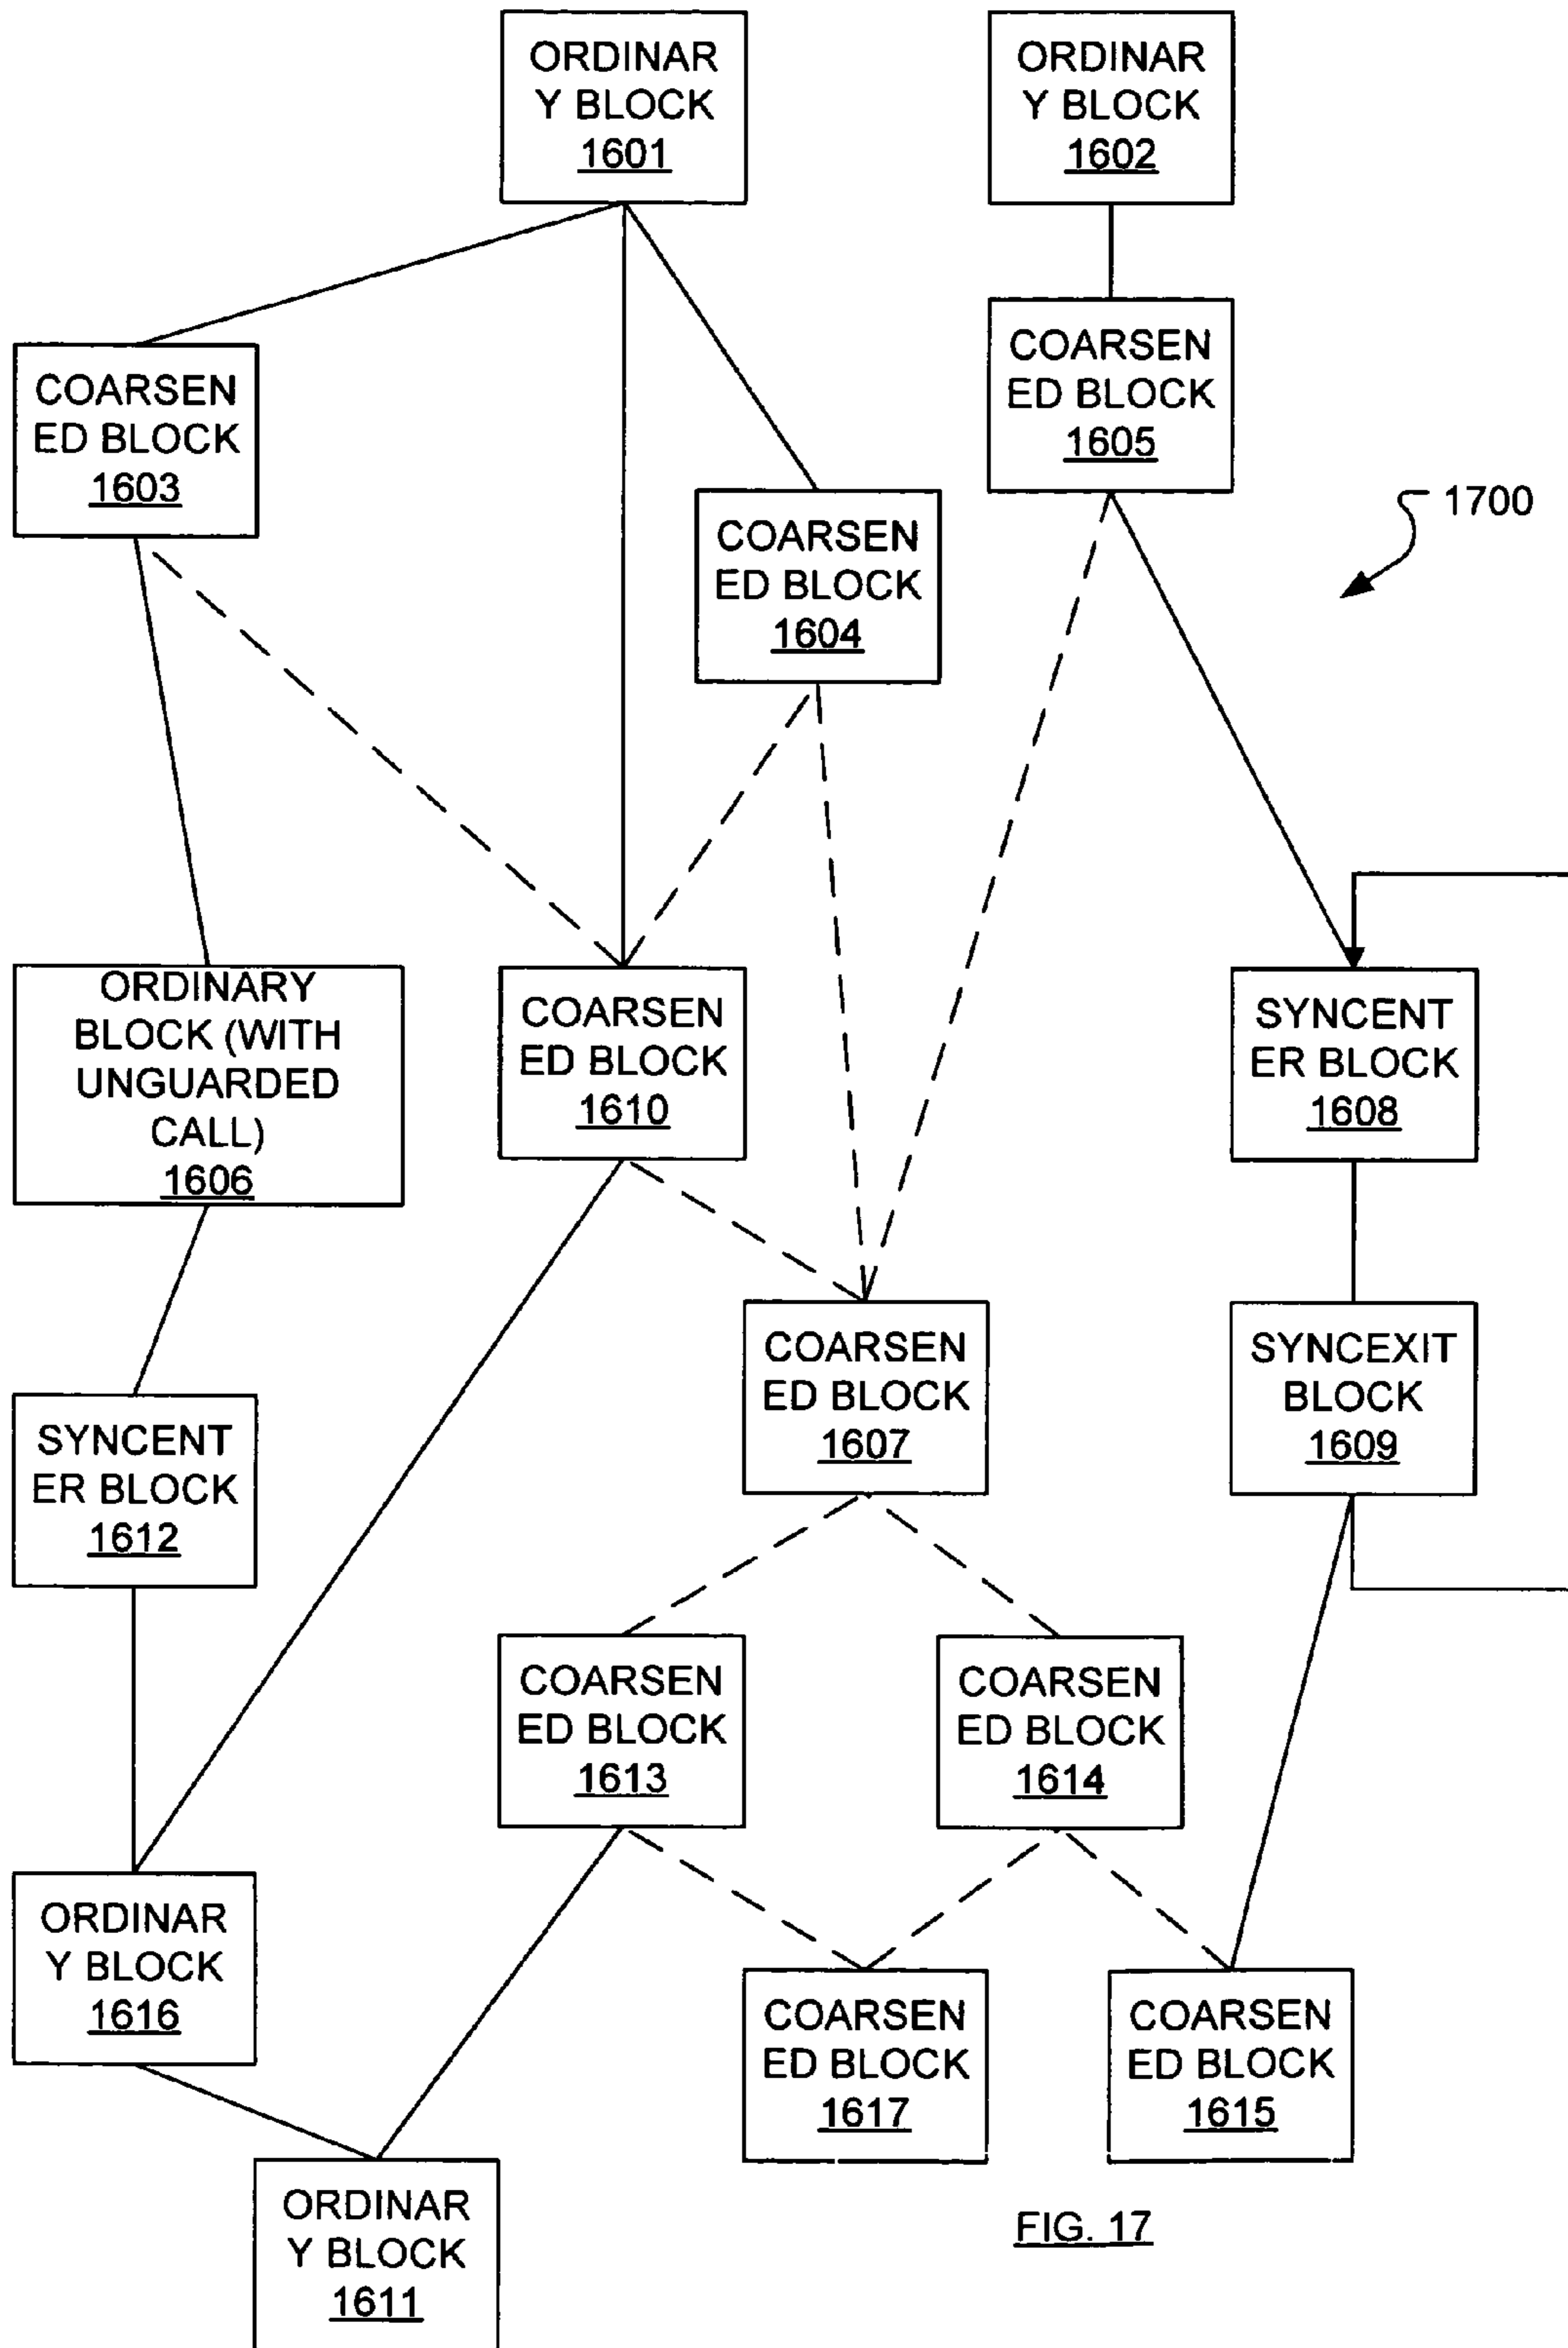 ORDINAR
Y BLOCK
1601
ORDINAR
Y BLOCK
1602
COARSEN
ED BLOCK
1603
COARSEN
ED BLOCK
1605
COARSEN
ED BLOCK
1604
1700
ORDINARY
BLOCK (WITH
UNGUARDED
CALL)
1606
COARSEN
ED BLOCK
1610
SYNCENT
ER BLOCK
1608
COARSEN
ED BLOCK
1607
SYNCEXIT
BLOCK
1609
SYNCENT
ER BLOCK
1612
COARSEN
ED BLOCK
1613
COARSEN
ED BLOCK
1614
ORDINAR
Y BLOCK
1616
COARSEN
ED BLOCK
1617
COARSEN
ED BLOCK
1615
ORDINAR
Y BLOCK
1611
FIG. 17